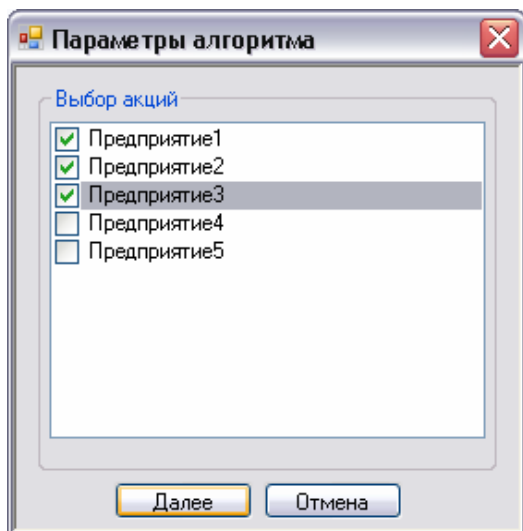 Параметры алгоритма
Выбор акций
Предприятие1
Предприятие2
Предприятие3
Предприятие4
Предприятие5
Далее Отмена